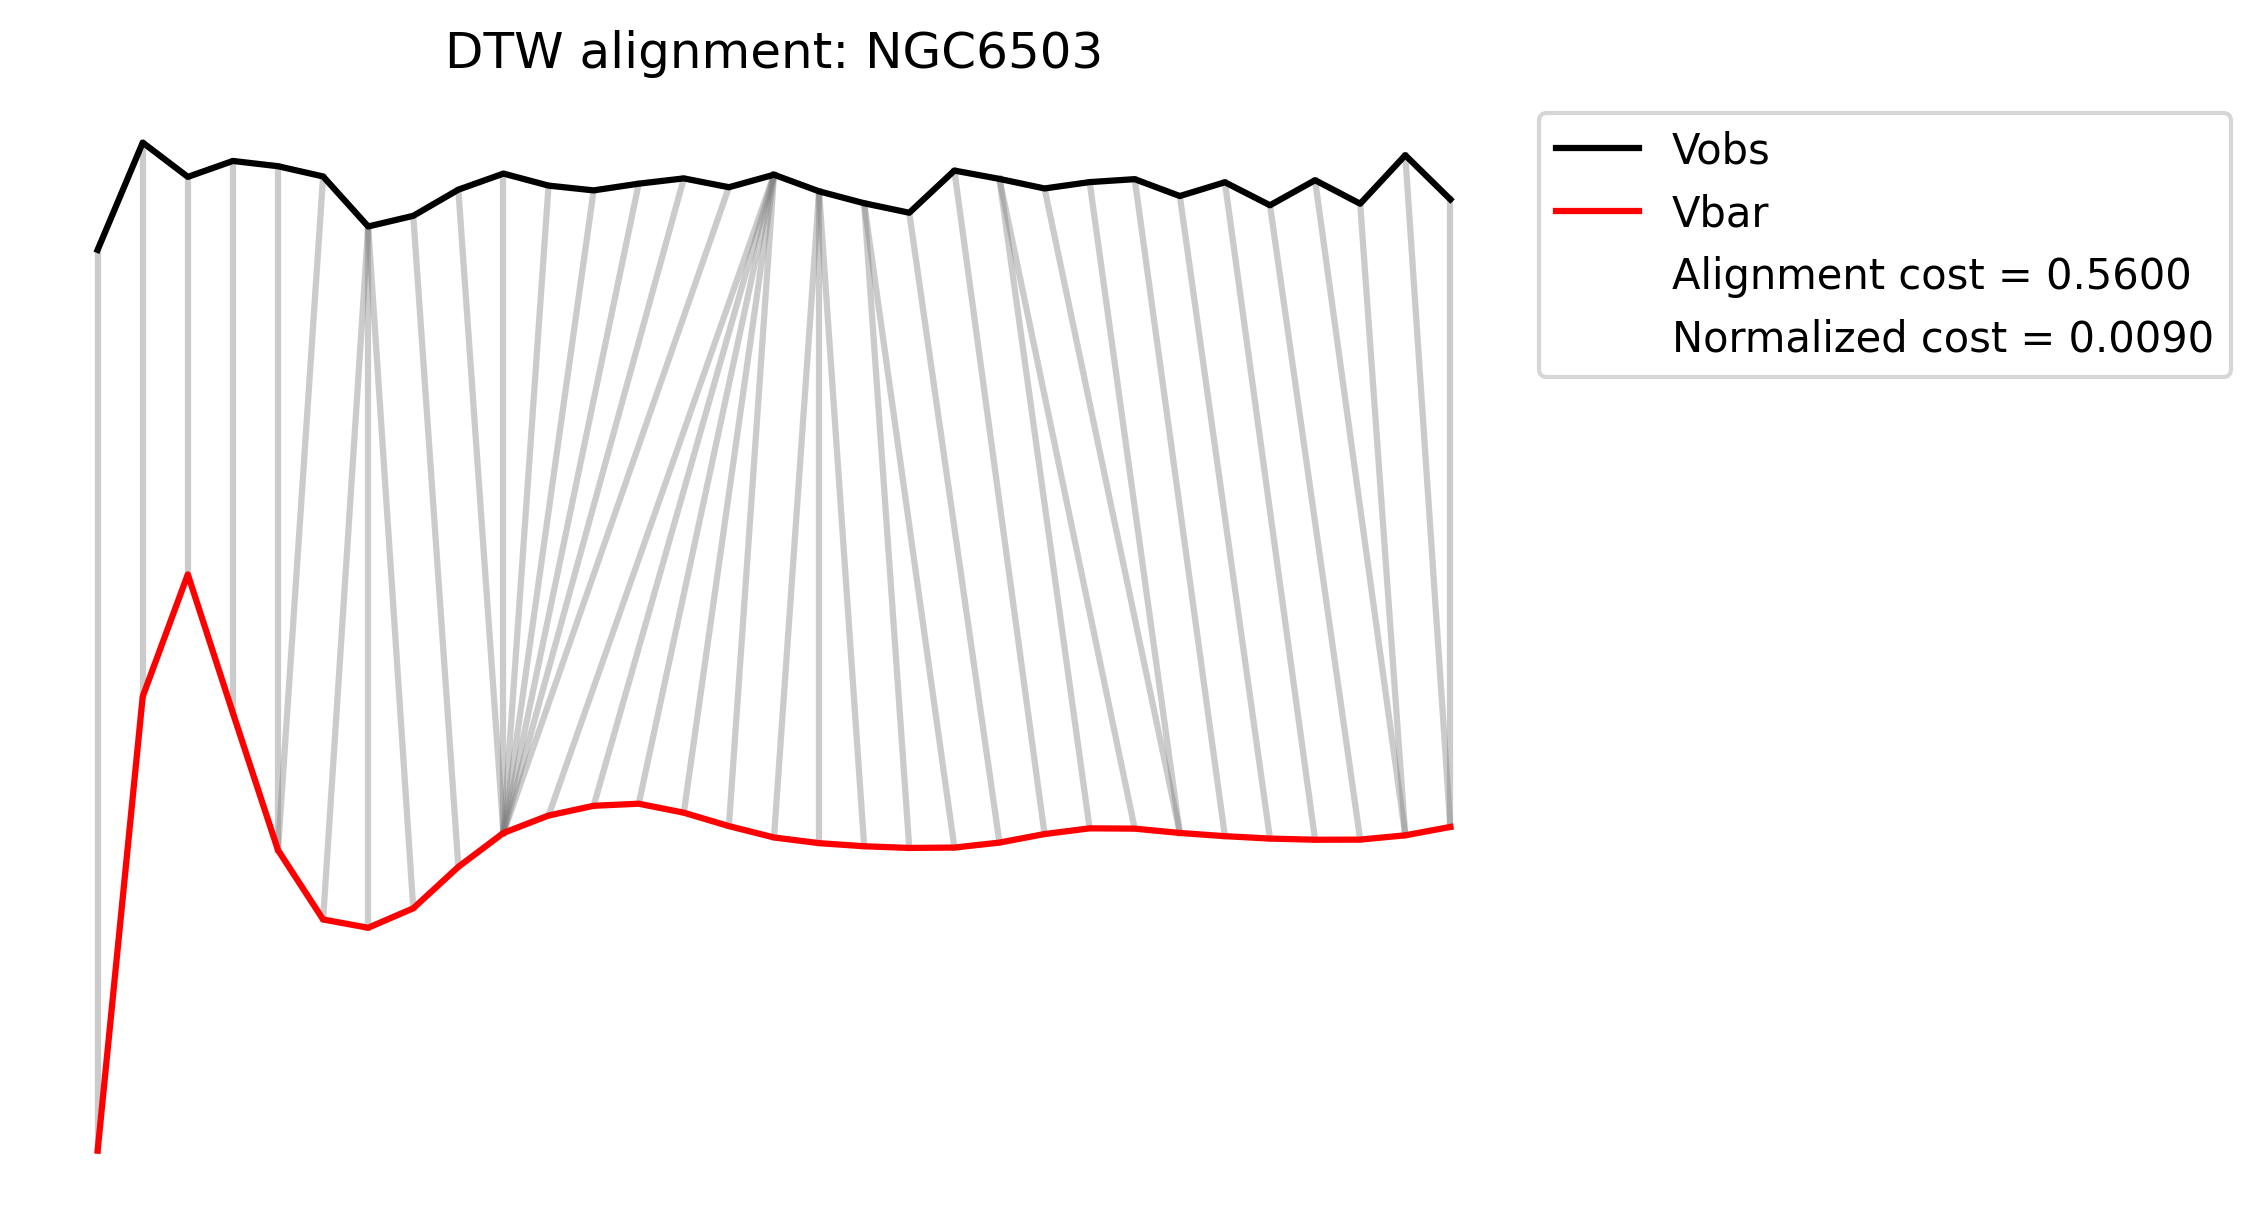 DTW alignment: NGC6503
Vobs
Vbar
Alignment cost = 0.5600
Normalized cost = 0.0090